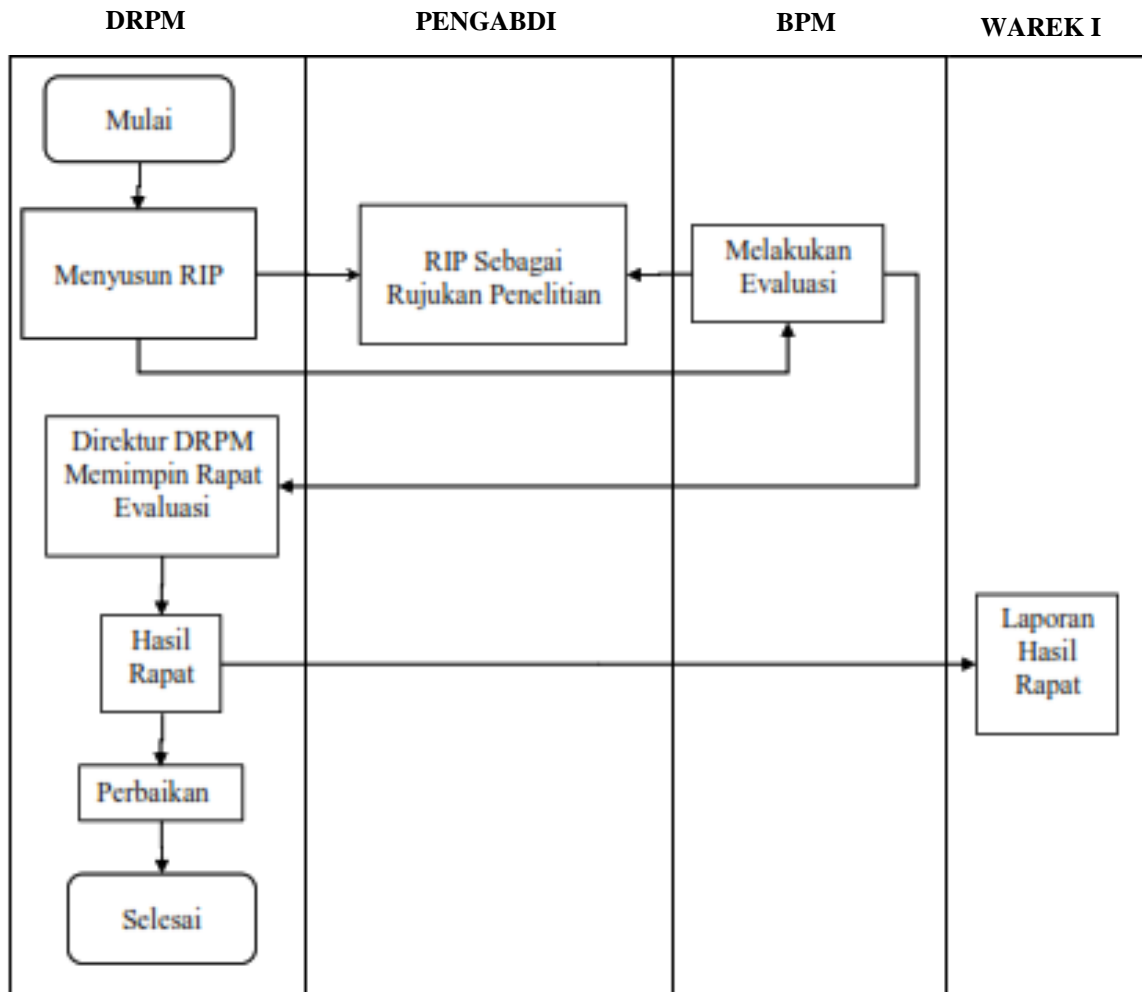 DRPM
PENGABDI
BPM
WAREK I
Mulai
Menyusun RIP
RIP Sebagai
Rujukan Penelitian
Melakukan
Evaluasi
Direktur DRPM
Memimpin Rapat
Evaluasi
Hasil
Rapat
Laporan
Hasil
Rapat
Perbaikan
Selesai